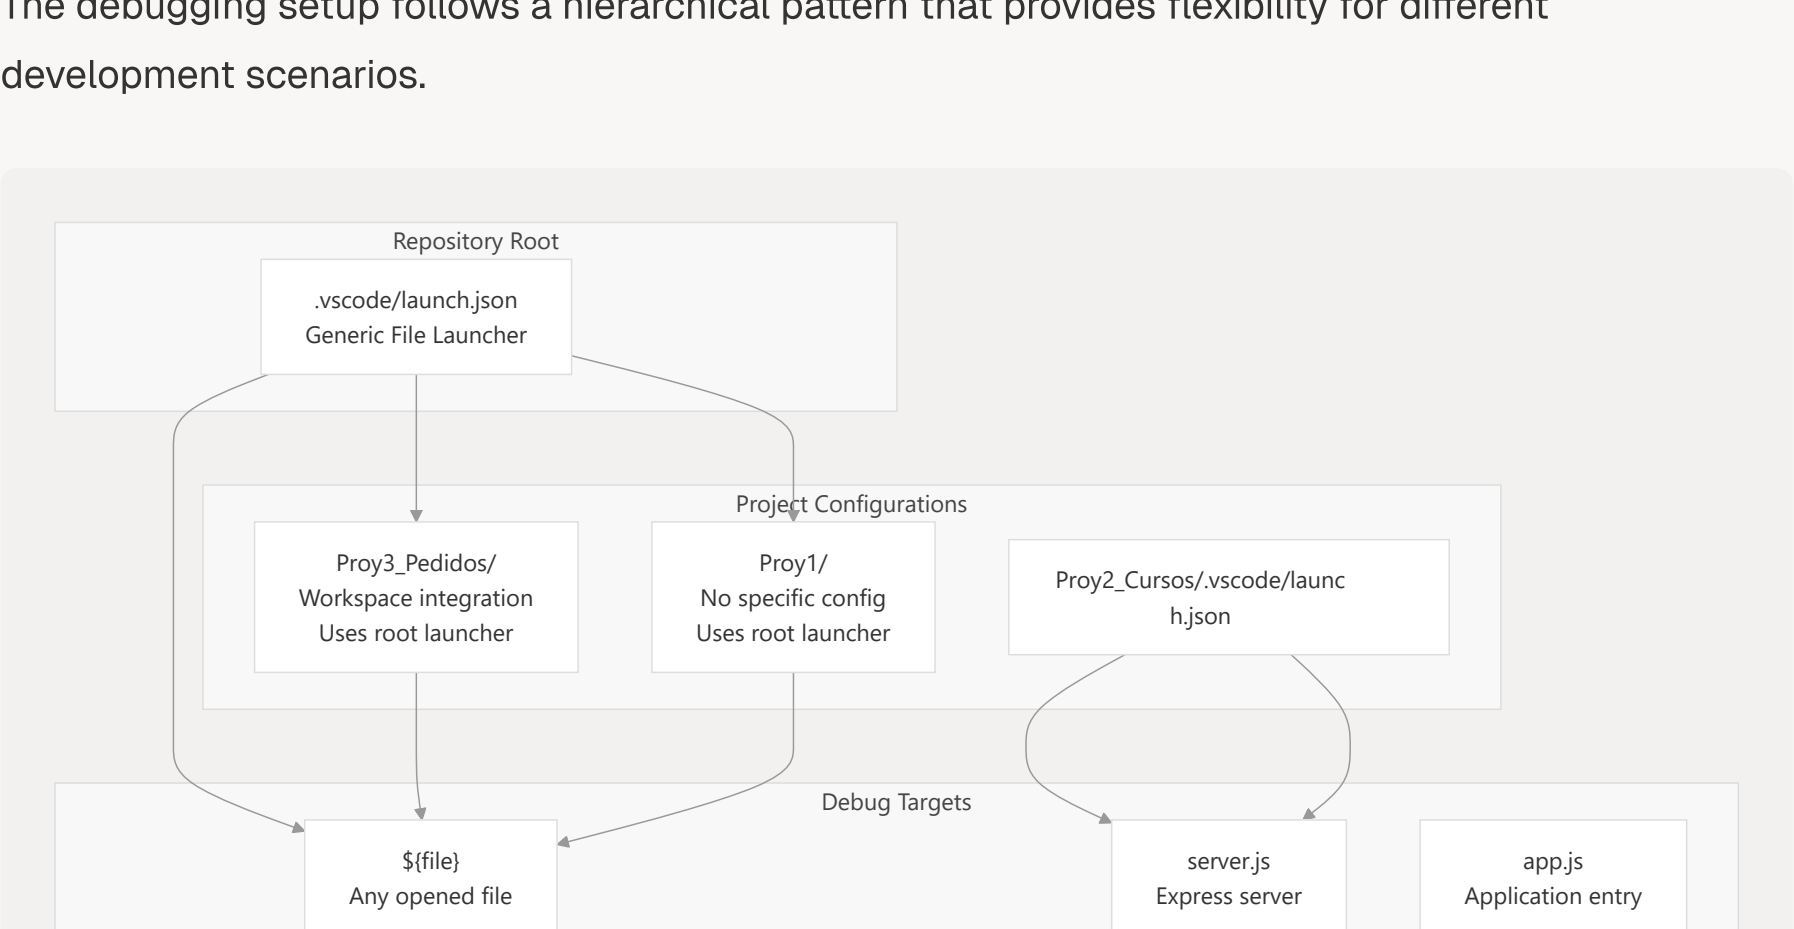 The debugging setup follows a hierarchical pattern that provides flexibility for different
development scenarios.
Repository Root
.vscode/launch.json
Generic File Launcher
Project Configurations
Proy3_Pedidos/
Workspace integration
Uses root launcher
Proy1/
No specific config
Uses root launcher
Proy2_Cursos/.vscode/launc
h.json
Debug Targets
${file}
Any opened file
server.js
Express server
app.js
Application entry